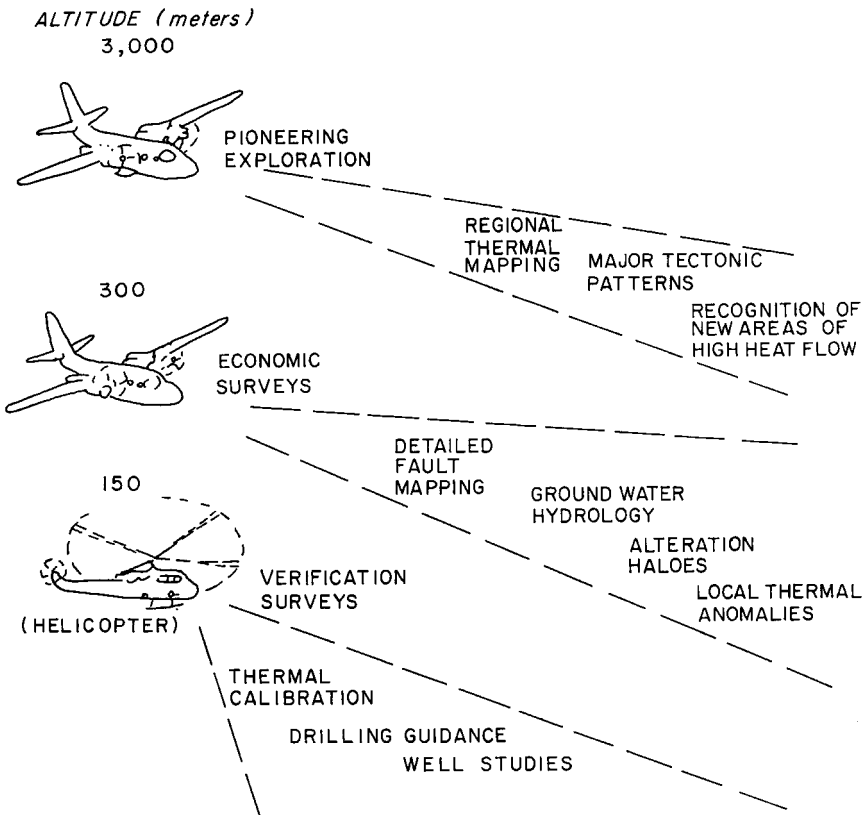 ALTITUDE (meters)
3,000
PIONEERING
EXPLORATION
REGIONAL
THERMAL
MAPPING
MAJOR TECTONIC
PATTERNS
RECOGNITION OF
NEW AREAS OF
HIGH HEAT FLOW
300
ECONOMIC
SURVEYS
DETAILED
FAULT
MAPPING
GROUND WATER
HYDROLOGY
ALTERATION
HALOES
LOCAL THERMAL
ANOMALIES
150
(HELICOPTER)
VERIFICATION
SURVEYS
THERMAL
CALIBRATION
DRILLING GUIDANCE
WELL STUDIES